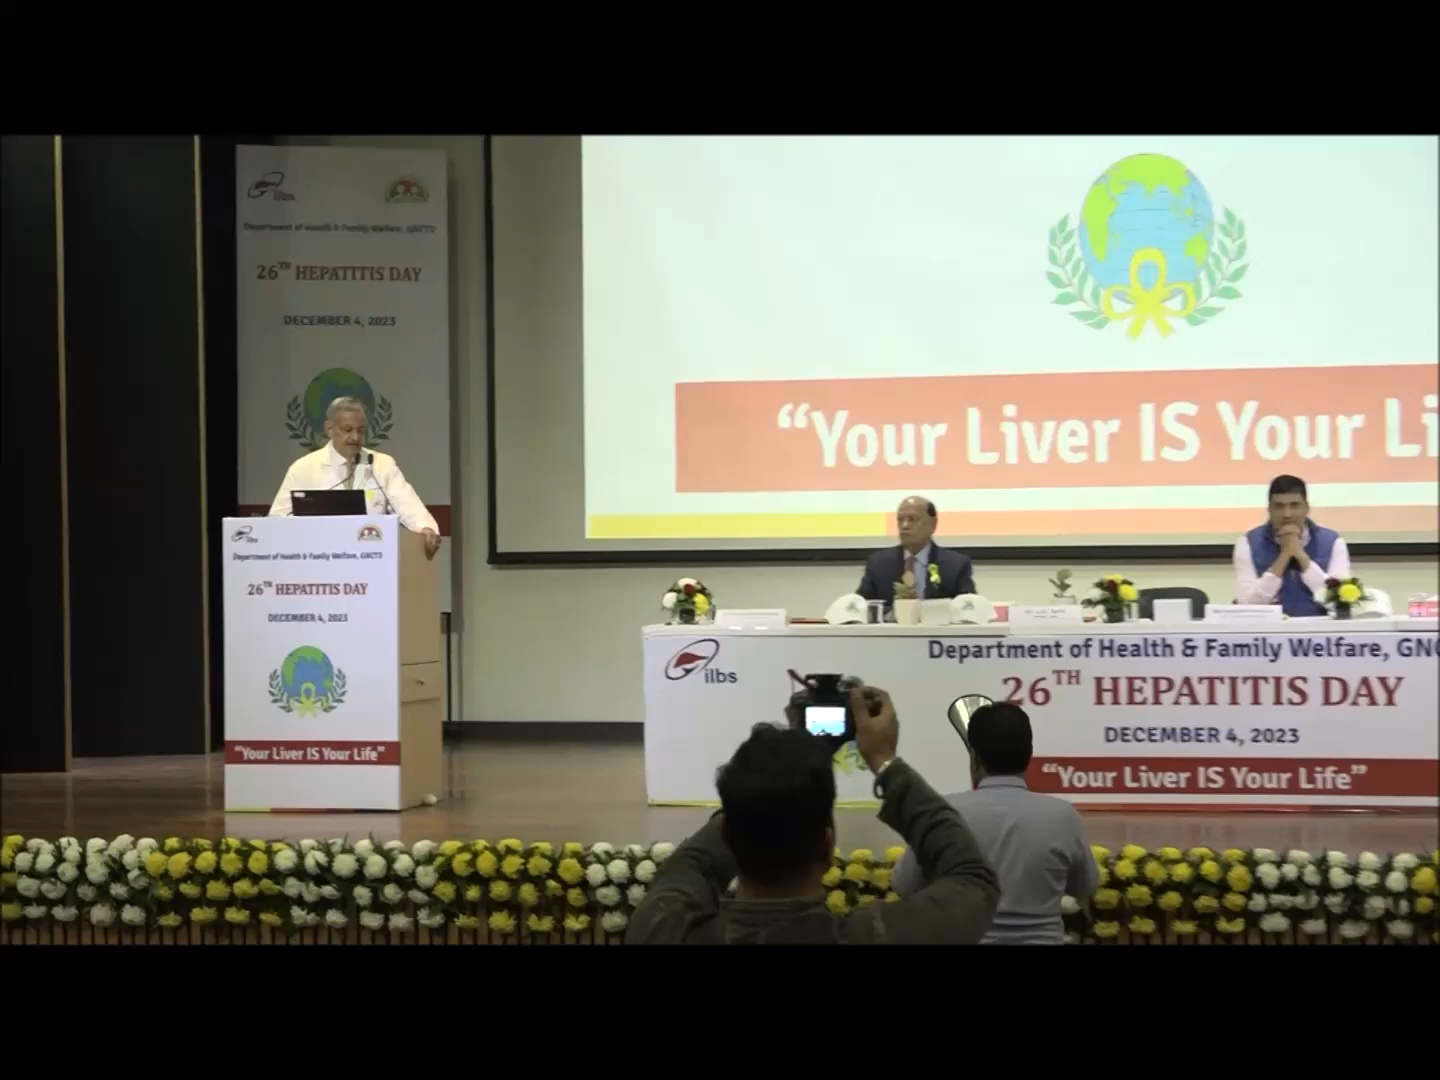 ilbs
Department of Health & Family Welfare, GNCTD
26TH HEPATITIS DAY
DECEMBER 4, 2023
"Your Liver IS Your Li
ilbs
Department of Health & Family Welfare, GNCTD
26TH HEPATITIS DAY
DECEMBER 4, 2023
"Your Liver IS Your Life"
ilbs
Department of Health & Family Welfare, GNC
26TH HEPATITIS DAY
DECEMBER 4, 2023
"Your Liver IS Your Life"